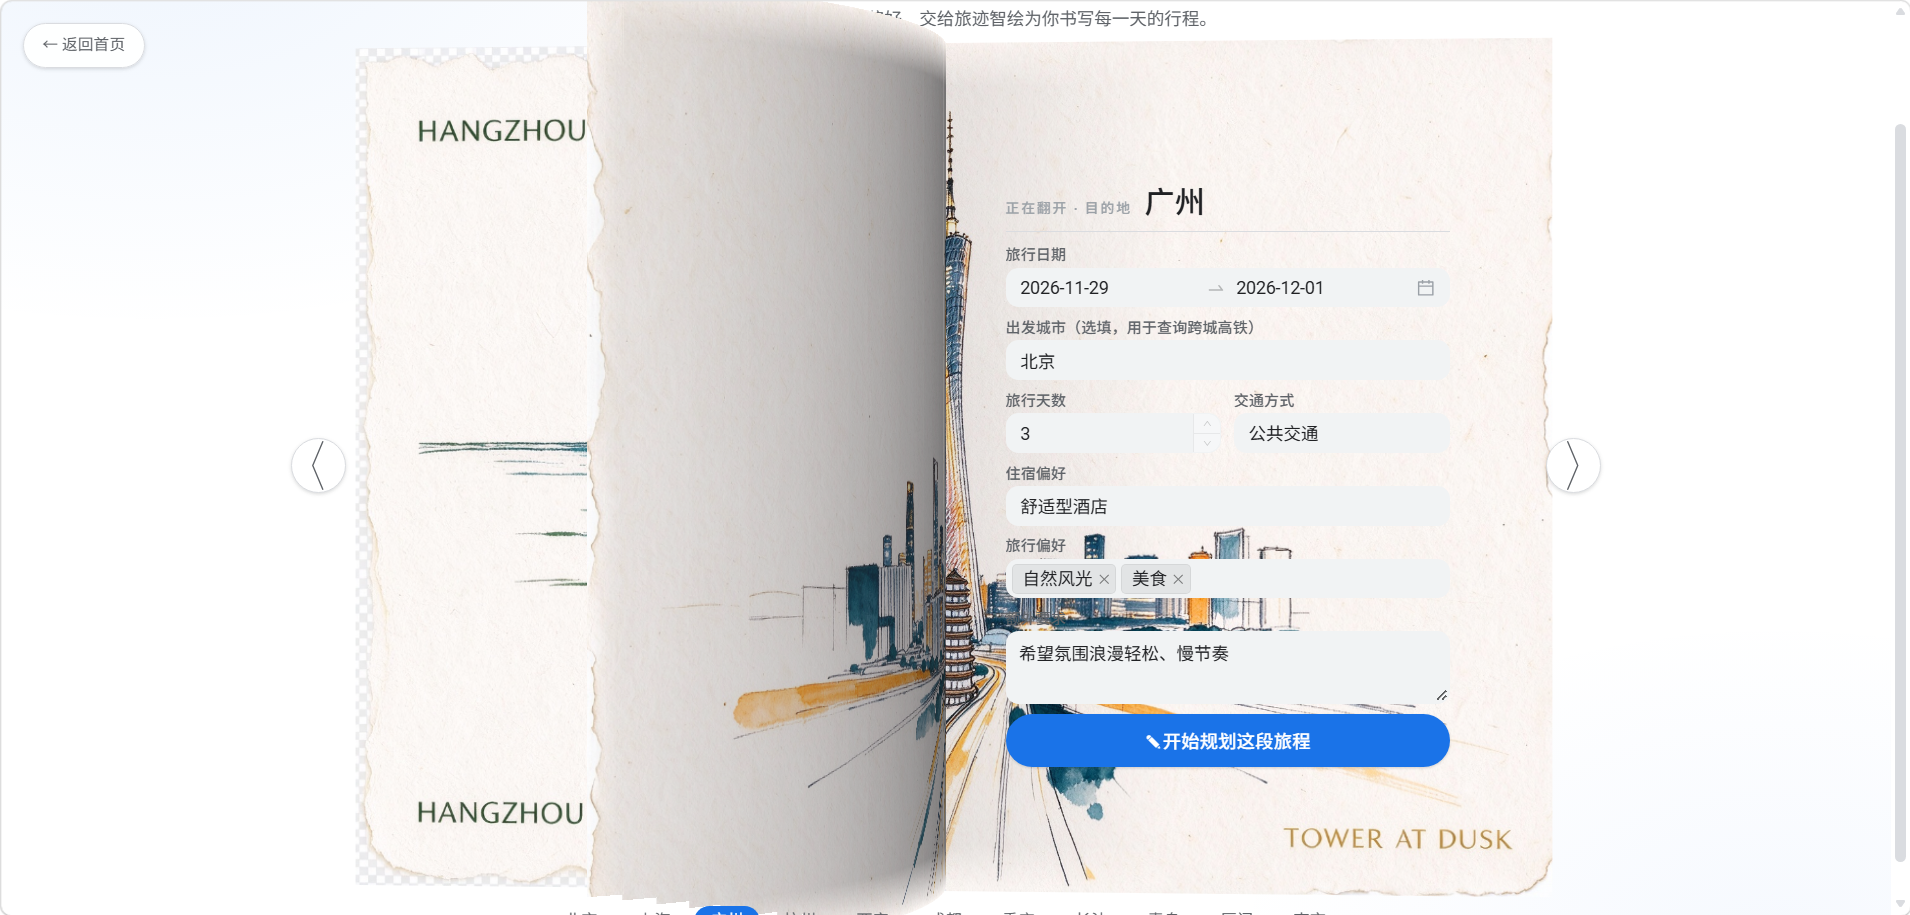 交给旅迹智绘为你书写每一天的行程。
← 返回首页
HANGZHOU
正在翻开 · 目的地 广州
旅行日期
2026-11-29 → 2026-12-01
出发城市（选填，用于查询跨城高铁）
北京
旅行天数 交通方式
3 公共交通
住宿偏好
舒适型酒店
旅行偏好
自然风光 × 美食 ×
希望氛围浪漫轻松、慢节奏
开始规划这段旅程
HANGZHOU
TOWER AT DUSK